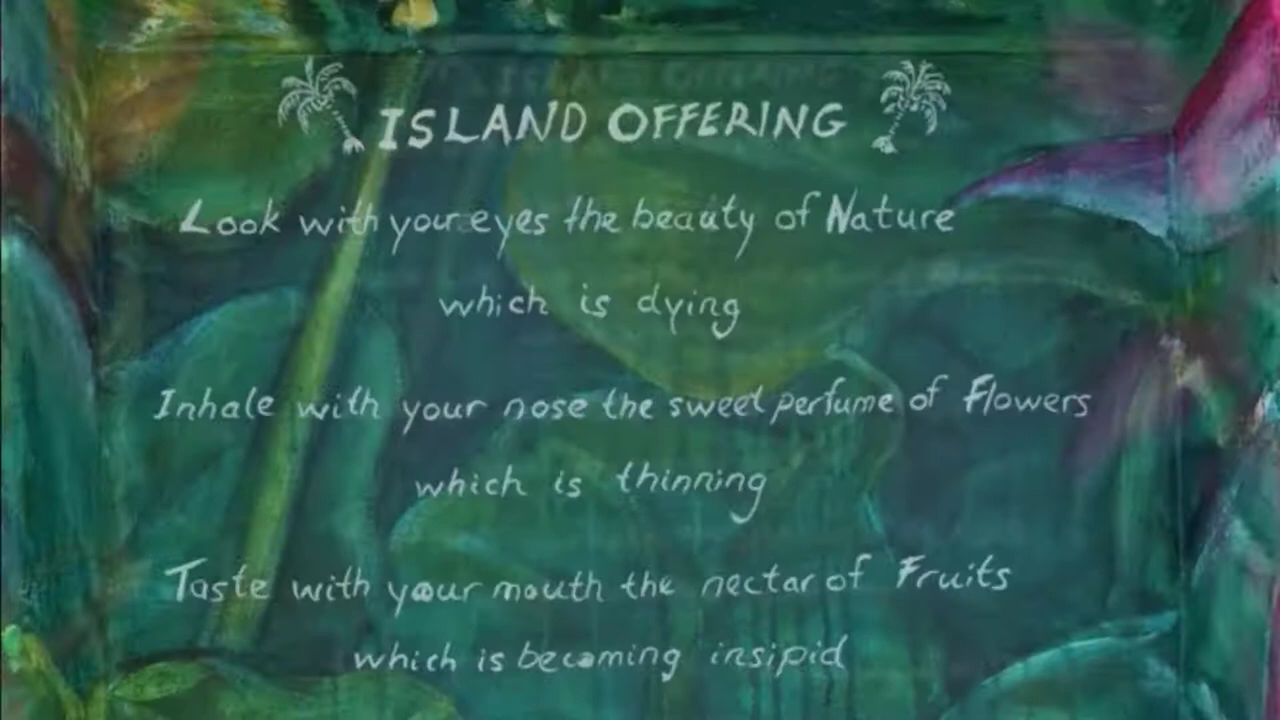 ISLAND OFFERING
Look with your eyes the beauty of Nature
which is dying
Inhale with your nose the sweet perfume of Flowers
which is thinning
Taste with your mouth the nectar of Fruits
which is becoming insipid